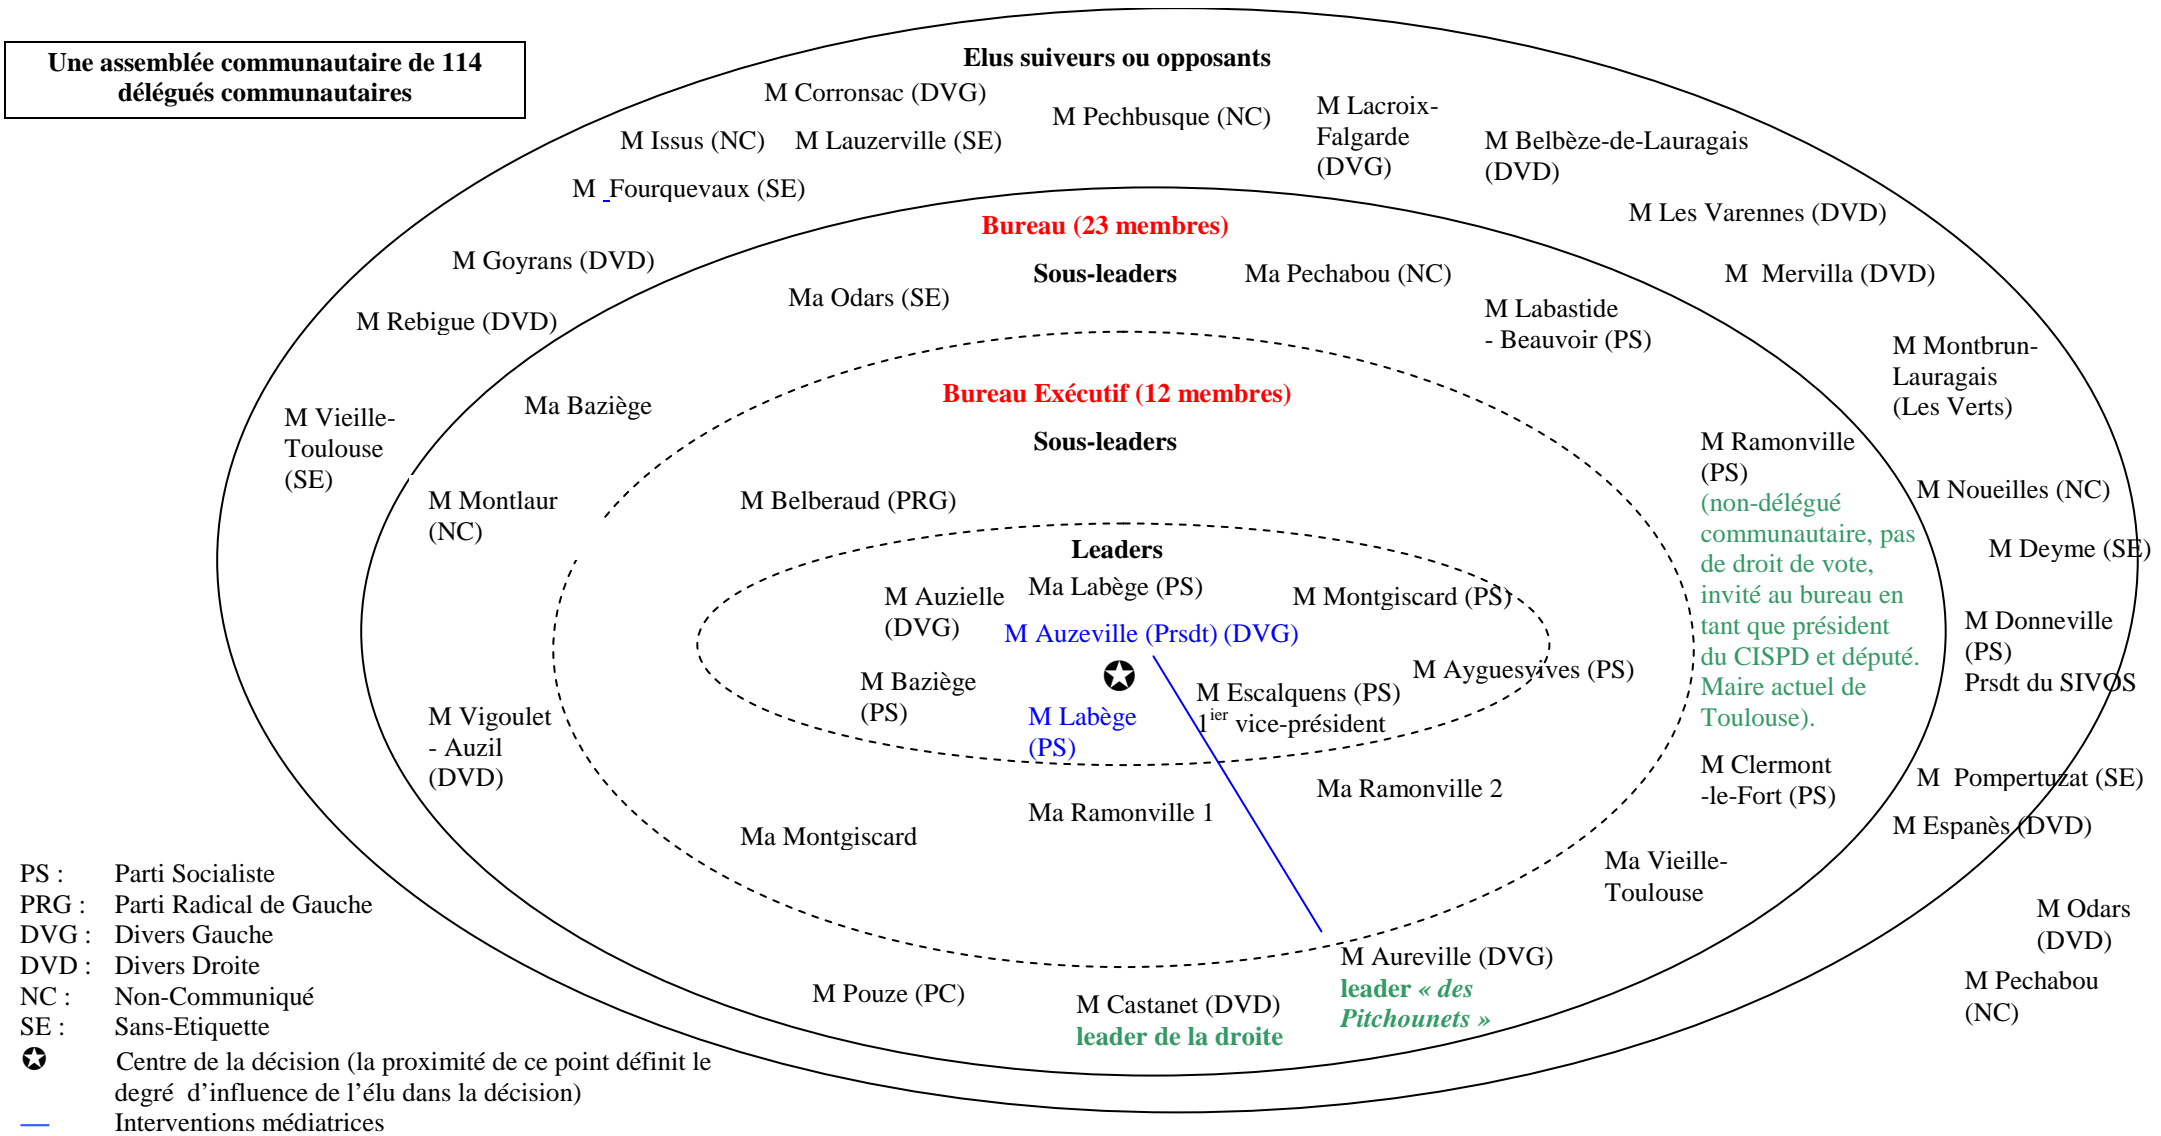 Une assemblée communautaire de 114
délégués communautaires
Elus suiveurs ou opposants
M Corronsac (DVG)
M Pechbusque (NC)
M Lacroix-
Falgarde
(DVG)
M Issus (NC)
M Lauzerville (SE)
M Belbèze-de-Lauragais
(DVD)
M Fourquevaux (SE)
M Les Varennes (DVD)
Bureau (23 membres)
M Goyrans (DVD)
Sous-leaders
Ma Pechabou (NC)
M Mervilla (DVD)
Ma Odars (SE)
M Rebigue (DVD)
M Labastide
- Beauvoir (PS)
M Montbrun-
Lauragais
(Les Verts)
Bureau Exécutif (12 membres)
Ma Baziège
M Vieille-
Toulouse
(SE)
Sous-leaders
M Ramonville
(PS)
(non-délégué
communautaire, pas
de droit de vote,
invité au bureau en
tant que président
du CISPD et député.
Maire actuel de
Toulouse).
M Montlaur
(NC)
M Belberaud (PRG)
M Noueilles (NC)
Leaders
M Deyme (SE)
Ma Labège (PS)
M Auzielle
(DVG)
M Montgiscard (PS)
M Auzeville (Prsdt) (DVG)
M Donneville
(PS)
Prsdt du SIVOS
M Ayguesvives (PS)
M Baziège
(PS)
M Escalquens (PS)
1ier vice-président
M Labège
(PS)
M Vigoulet
- Auzil
(DVD)
M Clermont
-le-Fort (PS)
M Pompertuzat (SE)
Ma Ramonville 2
Ma Ramonville 1
M Espanès (DVD)
Ma Montgiscard
Ma Vieille-
Toulouse
M Odars
(DVD)
M Aureville (DVG)
leader « des
Pitchounets »
M Pechabou
(NC)
M Pouze (PC)
M Castanet (DVD)
leader de la droite
PS : Parti Socialiste
PRG : Parti Radical de Gauche
DVG : Divers Gauche
DVD : Divers Droite
NC : Non-Communiqué
SE : Sans-Etiquette
✪ Centre de la décision (la proximité de ce point définit le
degré d’influence de l’élu dans la décision)
Interventions médiatrices